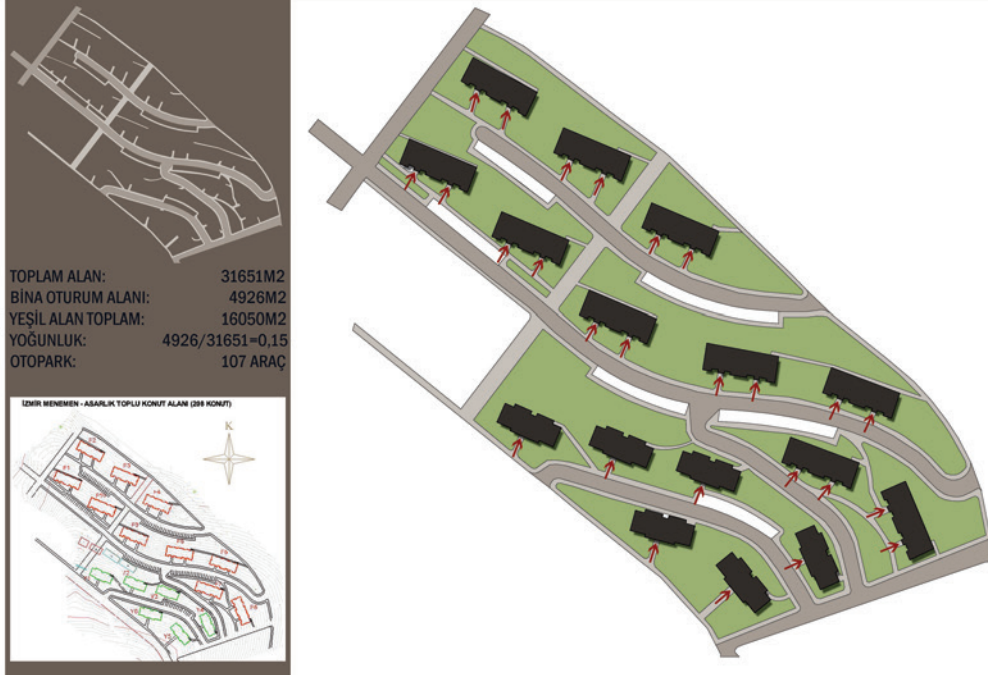 TOPLAM ALAN: 31651M2
BİNA OTURUM ALANI: 4926M2
YEŞİL ALAN TOPLAM: 16050M2
YOĞUNLUK: 4926/31651=0,15
OTOPARK: 107 ARAÇ
İZMİR MENEMEN - ASARLIK TOPLU KONUT ALANI (206 KONUT)
K